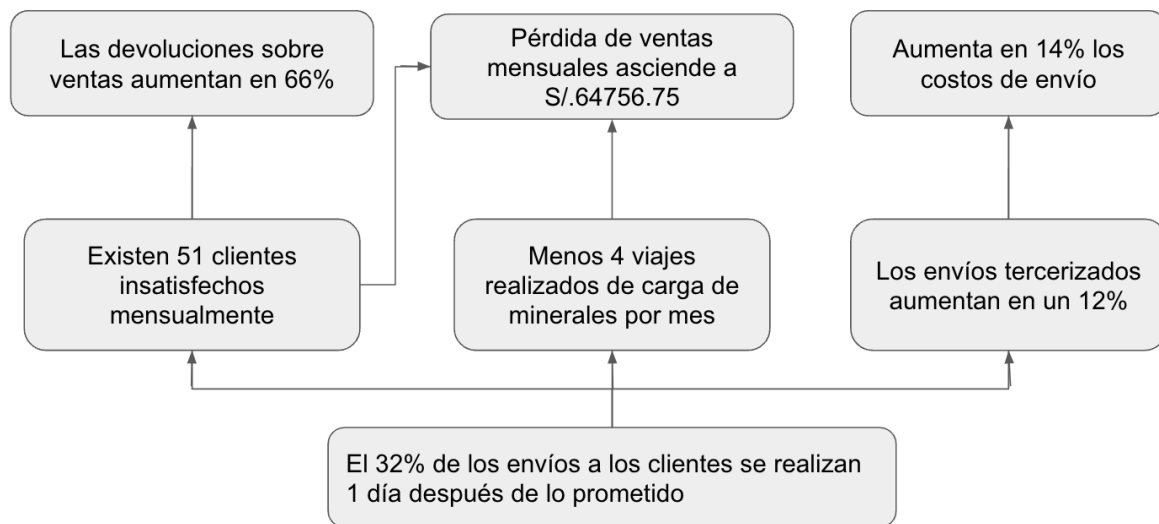 Las devoluciones sobre
ventas aumentan en 66%
Pérdida de ventas
mensuales asciende a
S/.64756.75
Aumenta en 14% los
costos de envío
Existen 51 clientes
insatisfechos
mensualmente
Menos 4 viajes
realizados de carga de
minerales por mes
Los envíos tercerizados
aumentan en un 12%
El 32% de los envíos a los clientes se realizan
1 día después de lo prometido